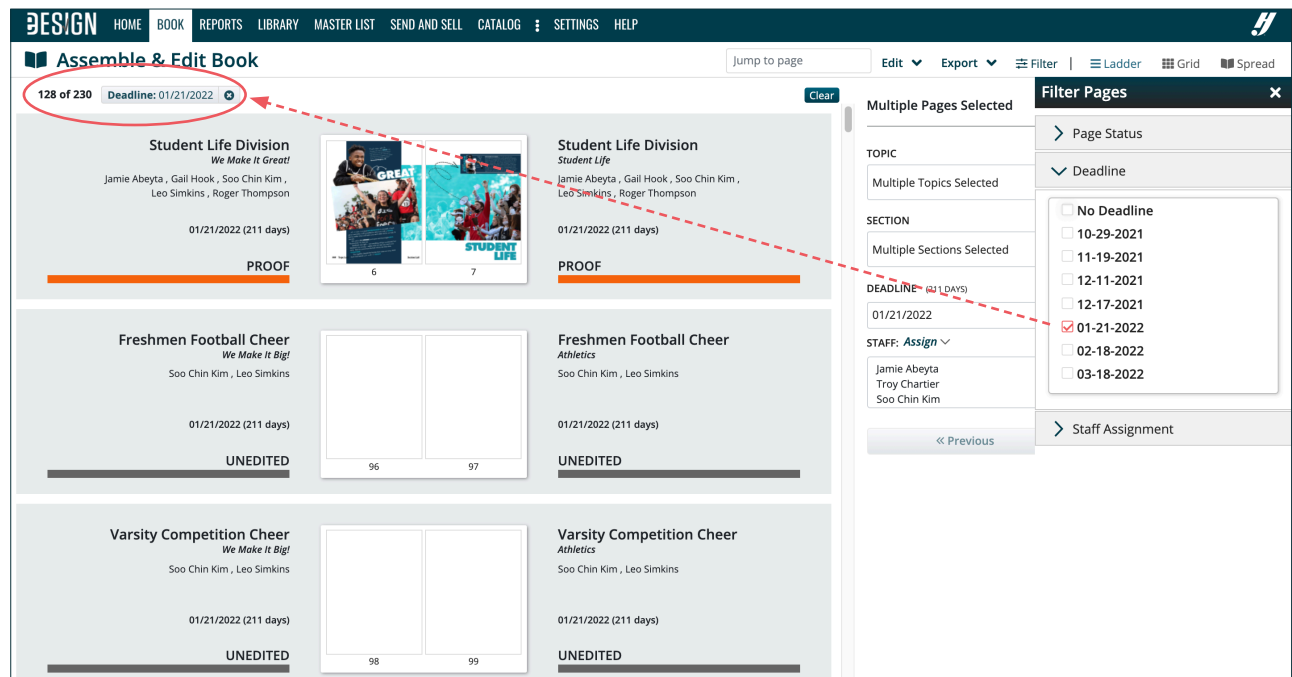 DESIGN HOME BOOK REPORTS LIBRARY MASTER LIST SEND AND SELL CATALOG SETTINGS HELP
Assemble & Edit Book
Jump to page
Edit Export Filter | Ladder Grid Spread
128 of 230 Deadline: 01/21/2022
Clear
Student Life Division
We Make It Great!
Jamie Abeyta , Gail Hook , Soo Chin Kim ,
Leo Simkins , Roger Thompson
01/21/2022 (211 days)
PROOF
GREAT
STUDENT
LIFE
6 7
Student Life Division
Student Life
Jamie Abeyta , Gail Hook , Soo Chin Kim ,
Leo Simkins , Roger Thompson
01/21/2022 (211 days)
PROOF
Freshmen Football Cheer
We Make It Big!
Soo Chin Kim , Leo Simkins
01/21/2022 (211 days)
UNEDITED
96 97
Freshmen Football Cheer
Athletics
Soo Chin Kim , Leo Simkins
01/21/2022 (211 days)
UNEDITED
Varsity Competition Cheer
We Make It Big!
Soo Chin Kim , Leo Simkins
01/21/2022 (211 days)
UNEDITED
98 99
Varsity Competition Cheer
Athletics
Soo Chin Kim , Leo Simkins
01/21/2022 (211 days)
UNEDITED
Multiple Pages Selected
TOPIC
Multiple Topics Selected
SECTION
Multiple Sections Selected
DEADLINE (211 DAYS)
01/21/2022
STAFF: Assign
Jamie Abeyta
Troy Chartier
Soo Chin Kim
« Previous
Filter Pages
Page Status
Deadline
No Deadline
10-29-2021
11-19-2021
12-11-2021
12-17-2021
01-21-2022
02-18-2022
03-18-2022
Staff Assignment